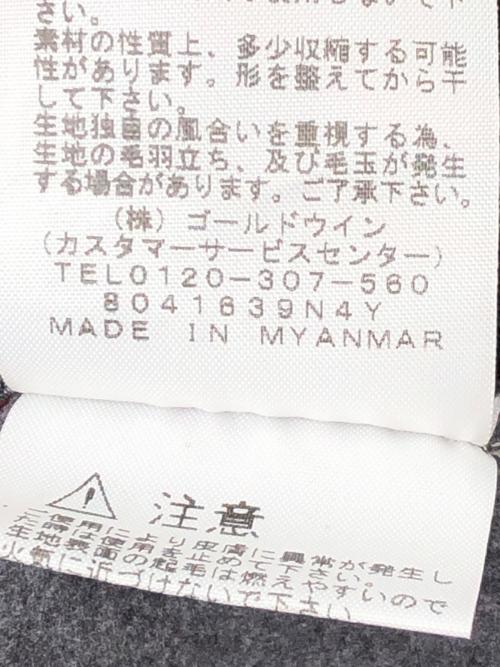 さい。
素材の性質上、多少収縮する可能
性があります。形を整えてから干
して下さい。
生地独自の風合いを重視する為、
生地の毛羽立ち、及び毛玉が発生
する場合があります。ご了承下さい。
(株) ゴールドウイン
(カスタマーサービスセンター)
TEL0120-307-560
8041639N4Y
MADE IN MYANMAR
注意
使用により皮膚に異常が発生し
た時は使用を止めて下さい。
生地表面の起毛は燃えやすいので
火気に近づけないで下さい